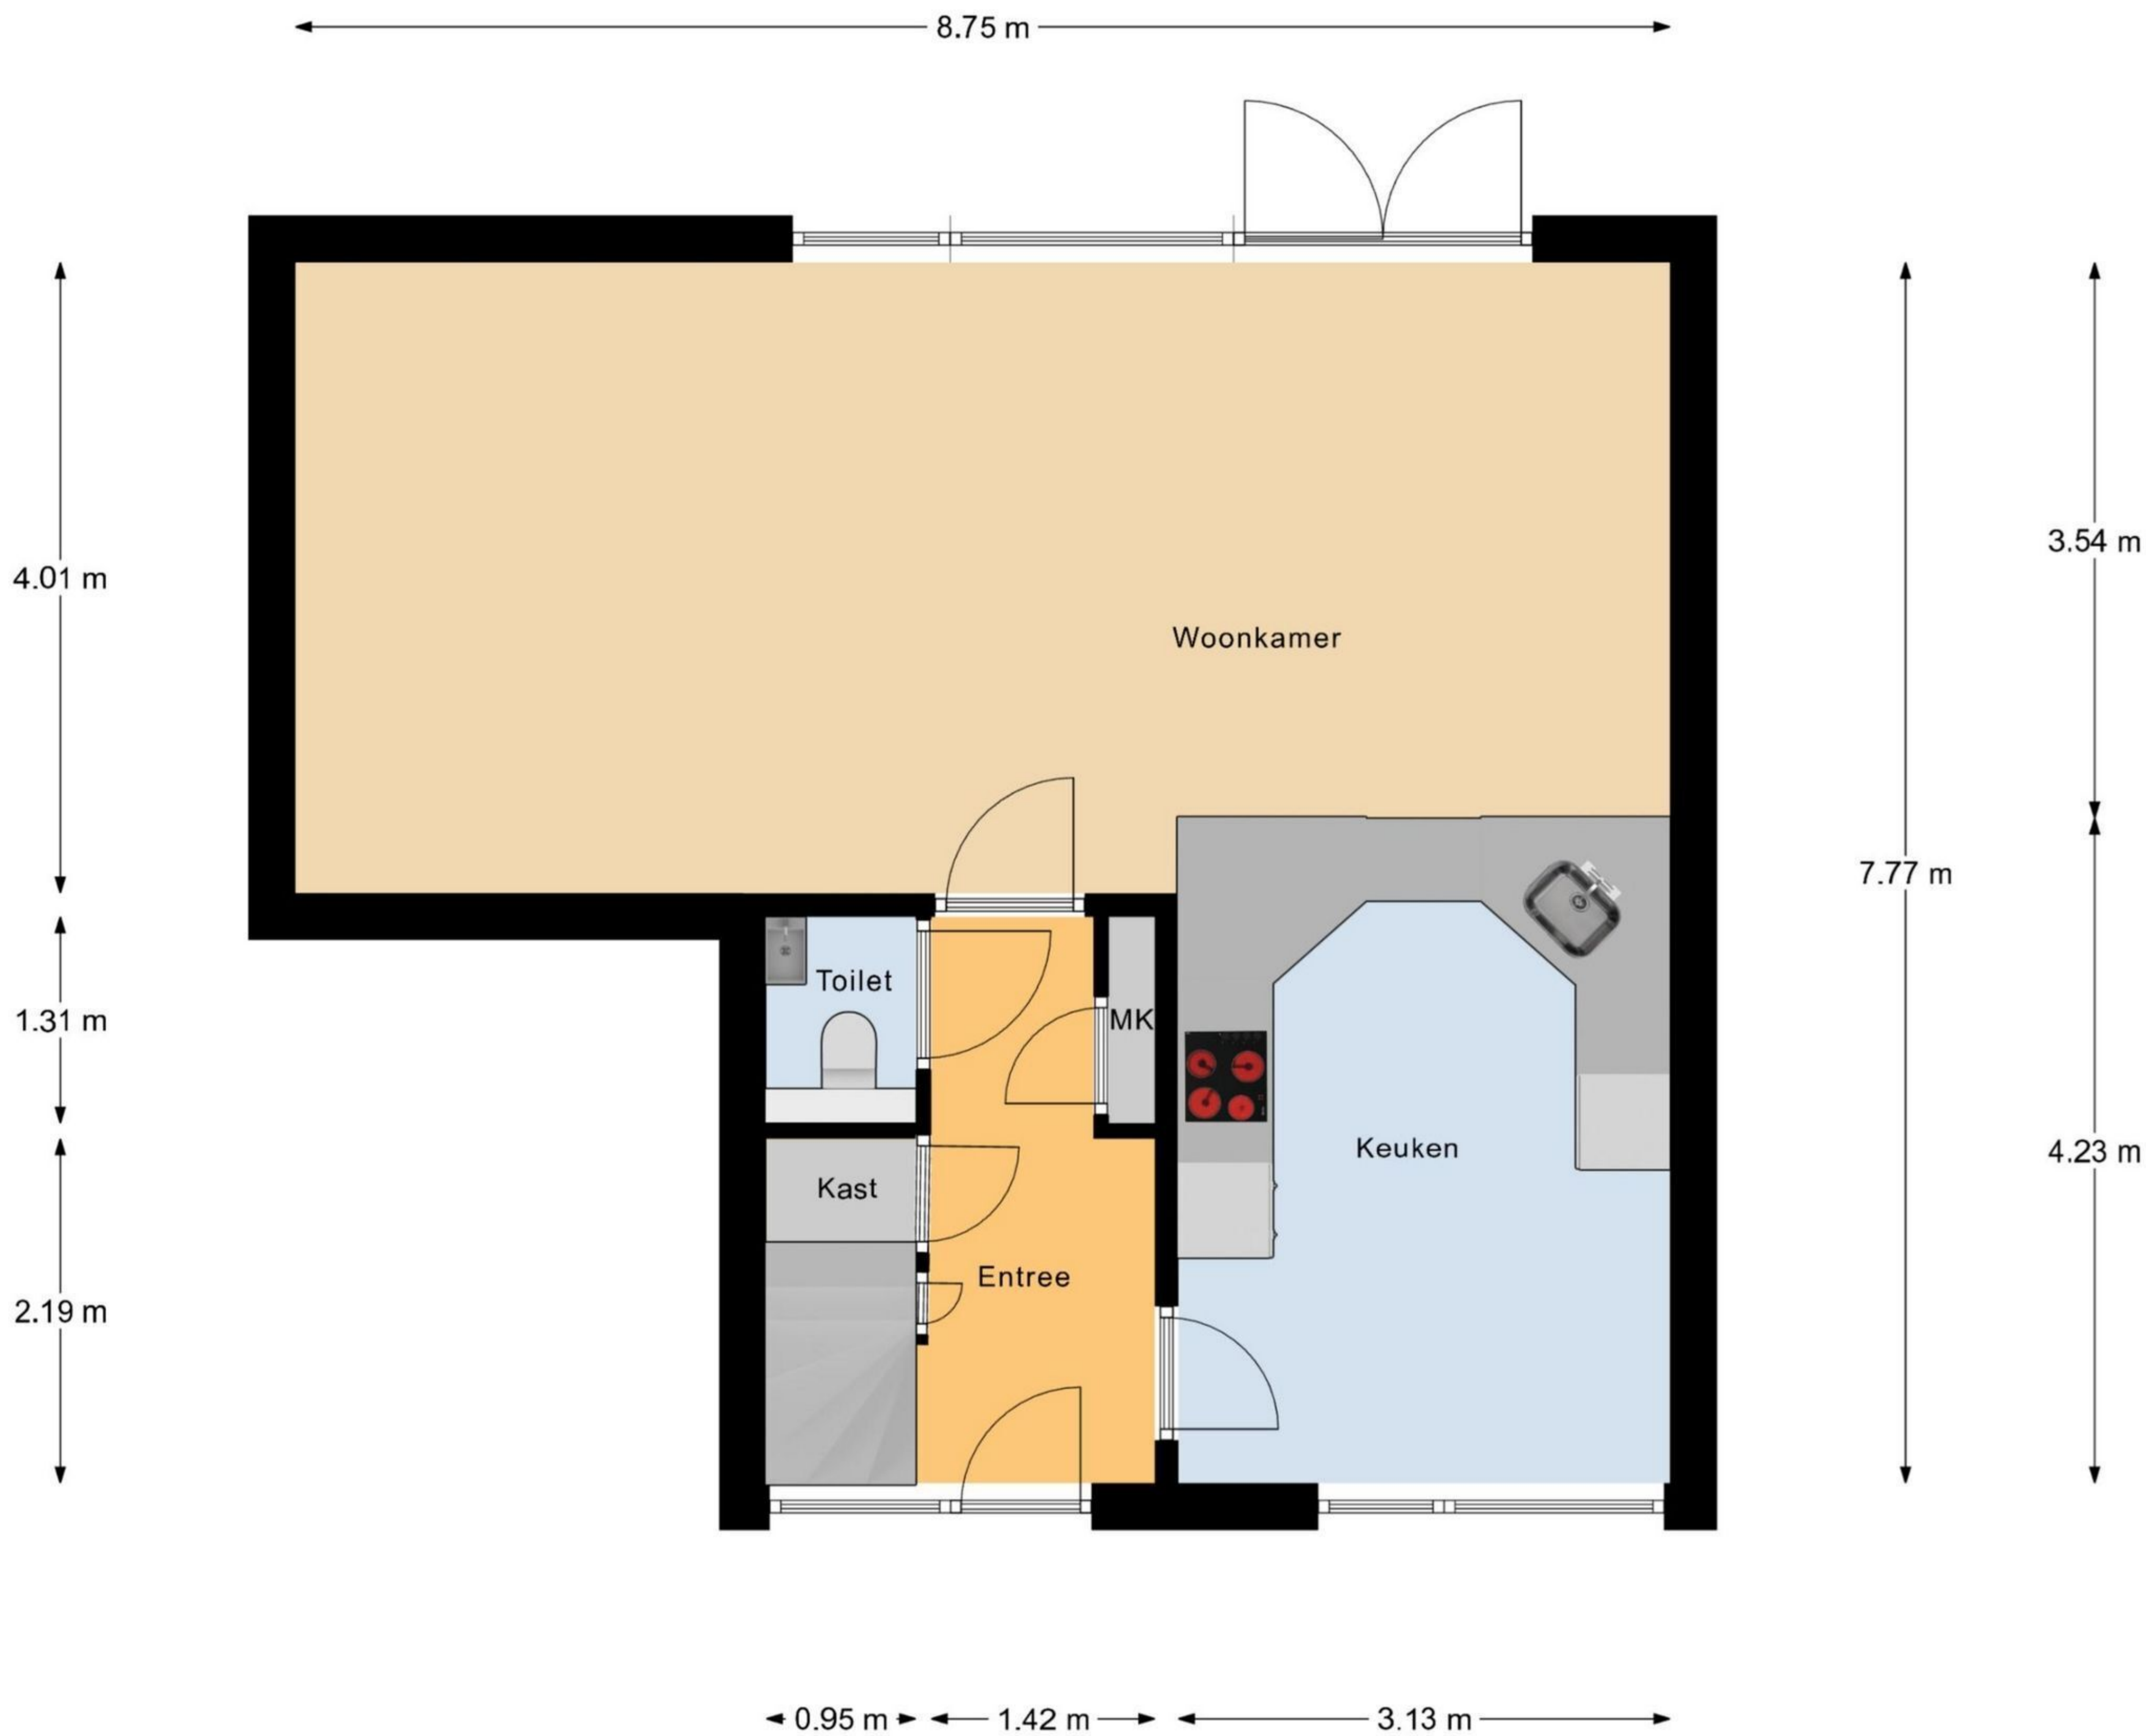 8.75 m
4.01 m
3.54 m
Woonkamer
7.77 m
Toilet
MK
1.31 m
Keuken
4.23 m
Kast
Entree
2.19 m
0.95 m
1.42 m
3.13 m